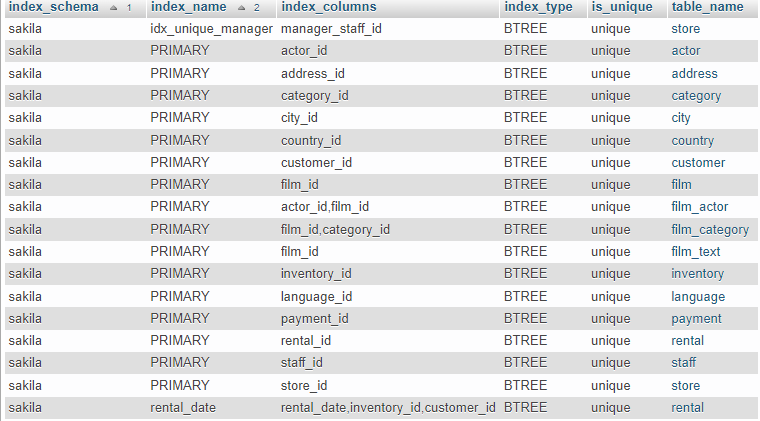 index_schema 1 index_name 2 index_columns index_type is_unique table_name
sakila idx_unique_manager manager_staff_id BTREE unique store
sakila PRIMARY actor_id BTREE unique actor
sakila PRIMARY address_id BTREE unique address
sakila PRIMARY category_id BTREE unique category
sakila PRIMARY city_id BTREE unique city
sakila PRIMARY country_id BTREE unique country
sakila PRIMARY customer_id BTREE unique customer
sakila PRIMARY film_id BTREE unique film
sakila PRIMARY actor_id,film_id BTREE unique film_actor
sakila PRIMARY film_id,category_id BTREE unique film_category
sakila PRIMARY film_id BTREE unique film_text
sakila PRIMARY inventory_id BTREE unique inventory
sakila PRIMARY language_id BTREE unique language
sakila PRIMARY payment_id BTREE unique payment
sakila PRIMARY rental_id BTREE unique rental
sakila PRIMARY staff_id BTREE unique staff
sakila PRIMARY store_id BTREE unique store
sakila rental_date rental_date,inventory_id,customer_id BTREE unique rental